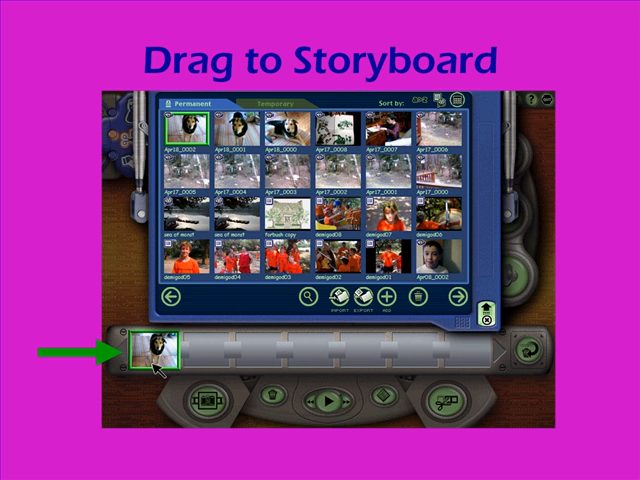 Drag to Storyboard
Permanent
Temporary
Sort by:
?
Apr18_0002 Apr18_0001 Apr18_0000 Apr17_0008 Apr17_0007 Apr17_0006
Apr17_0005 Apr17_0004 Apr17_0003 Apr17_0002 Apr17_0001 Apr17_0000
sea of monst sea of monst forbush copy demigod08 demigod07 demigod06
demigod05 demigod04 demigod03 demigod02 demigod01 Apr08_0002
IMPORT EXPORT ADD